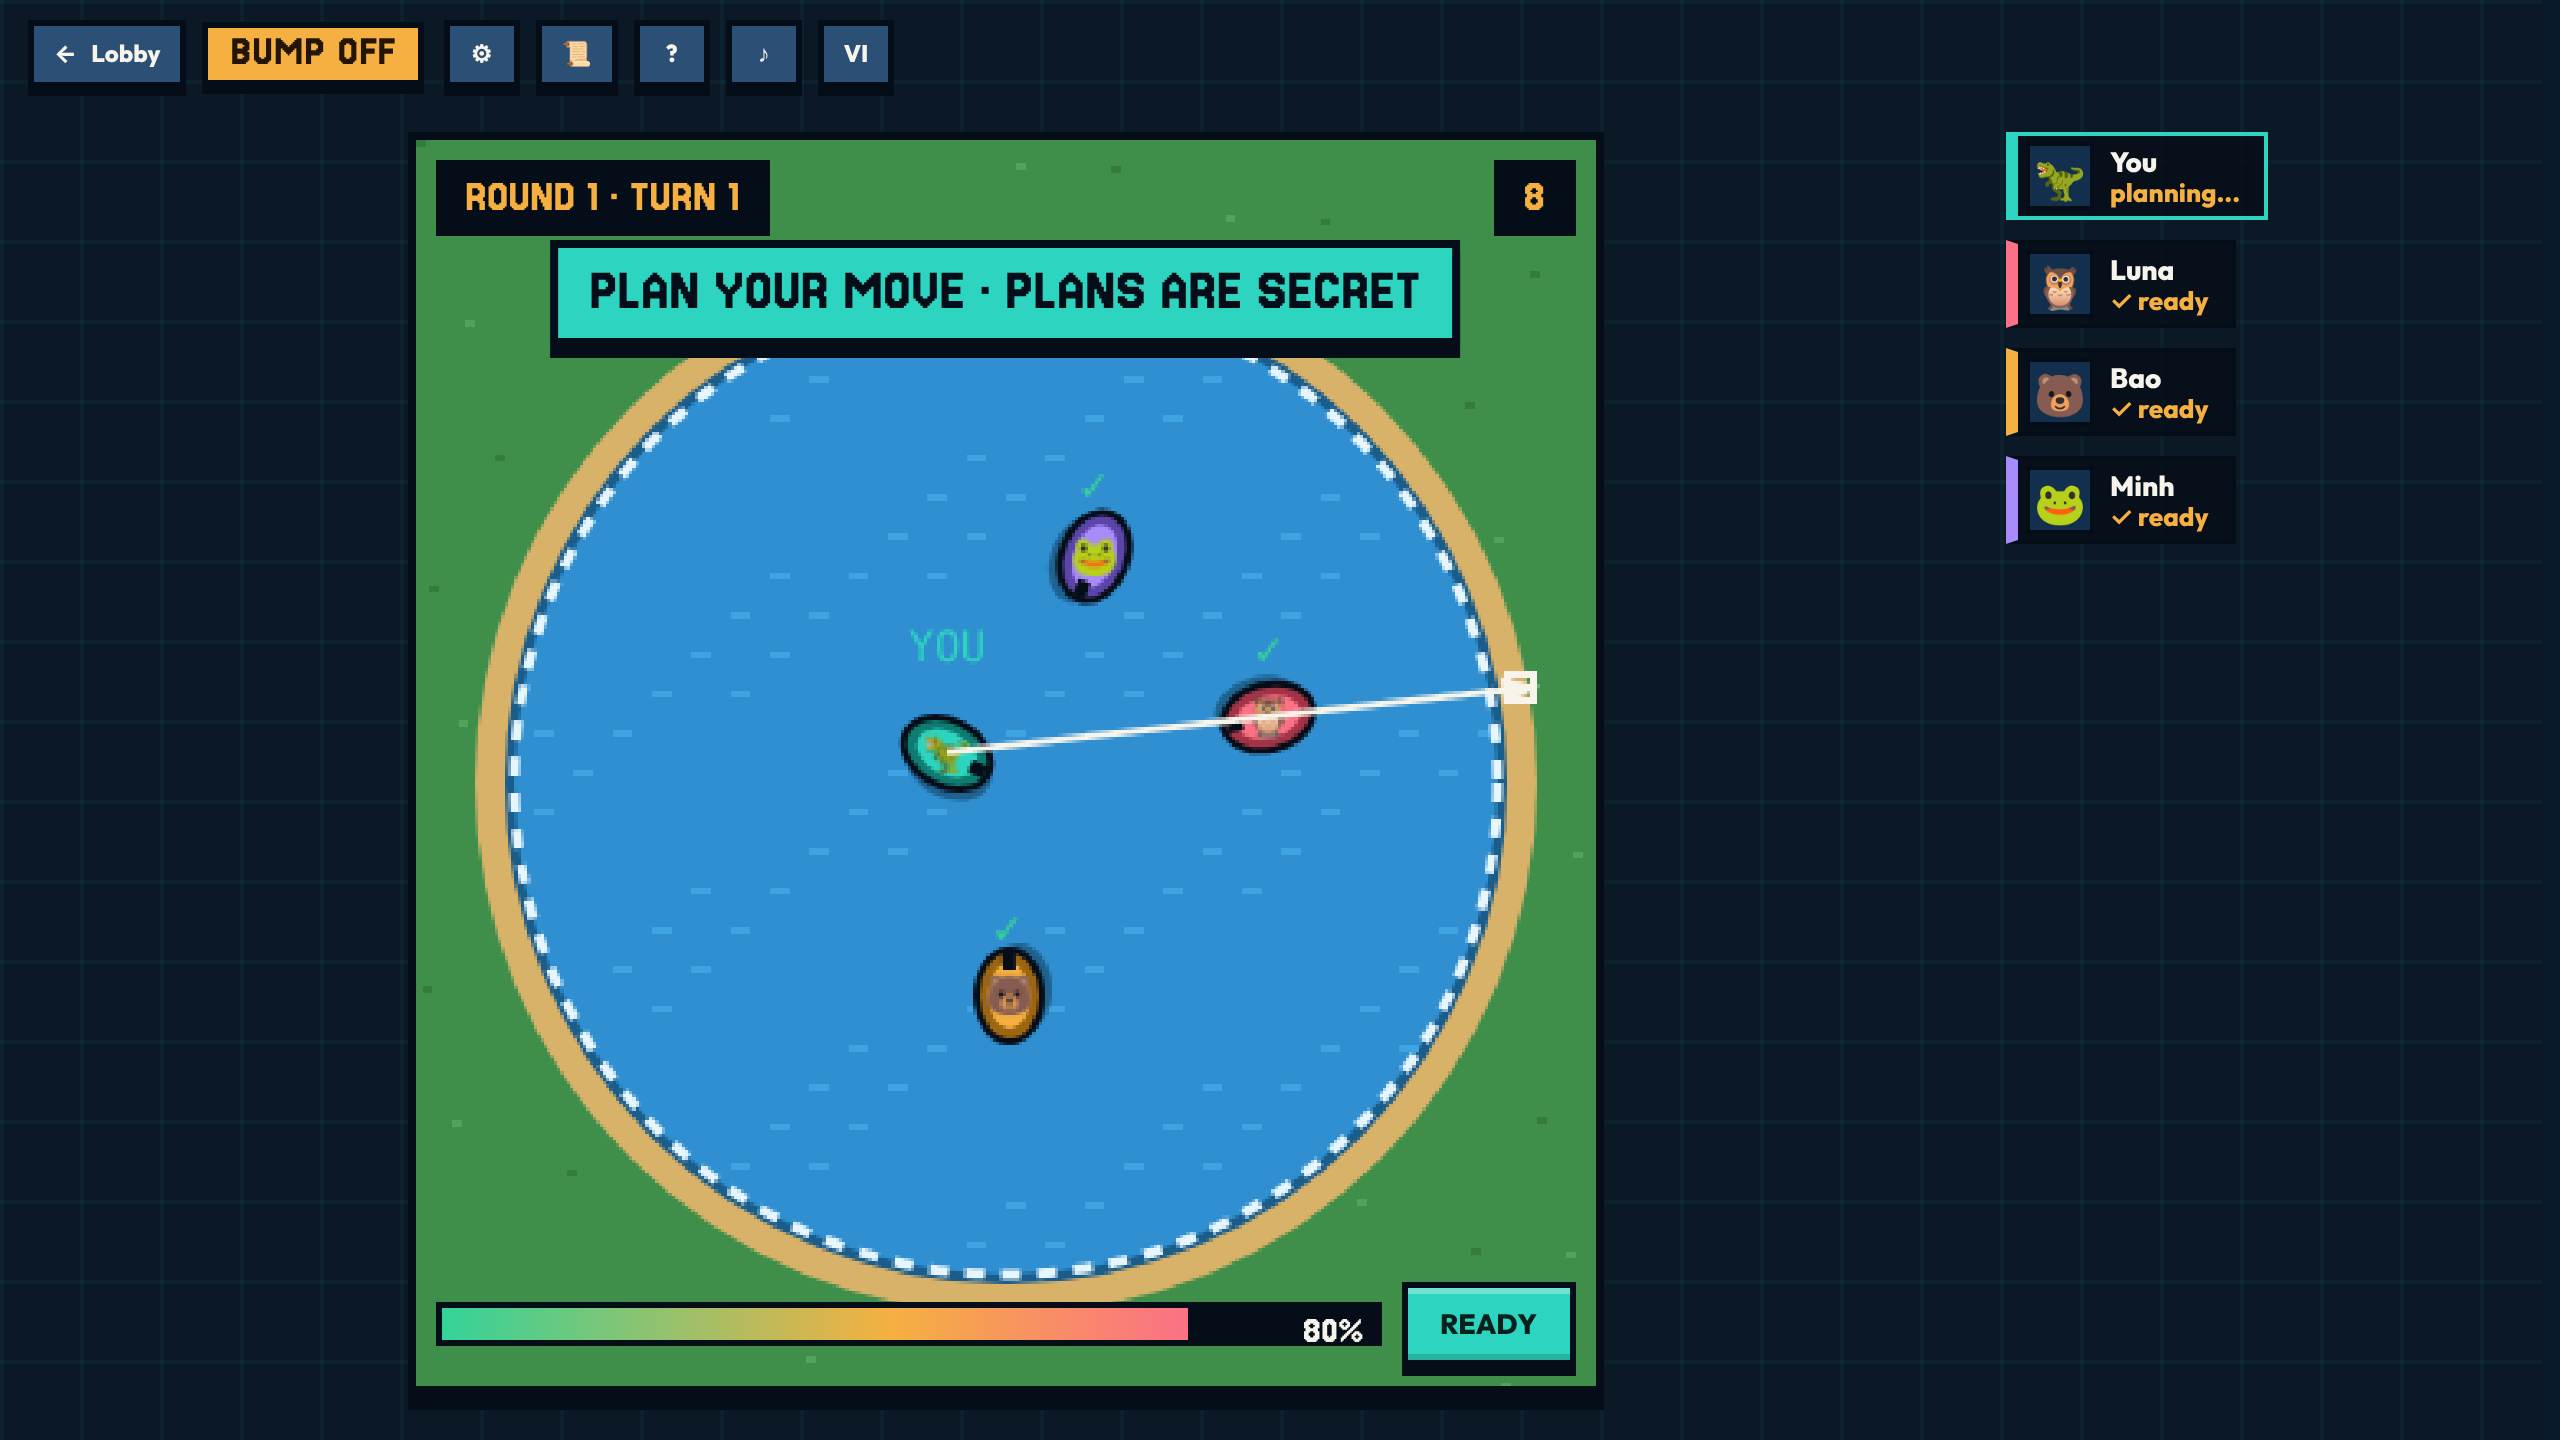 ← Lobby
BUMP OFF
?
♪
VI
ROUND 1 · TURN 1
8
PLAN YOUR MOVE · PLANS ARE SECRET
YOU
80%
READY
You
planning...
Luna
✓ ready
Bao
✓ ready
Minh
✓ ready